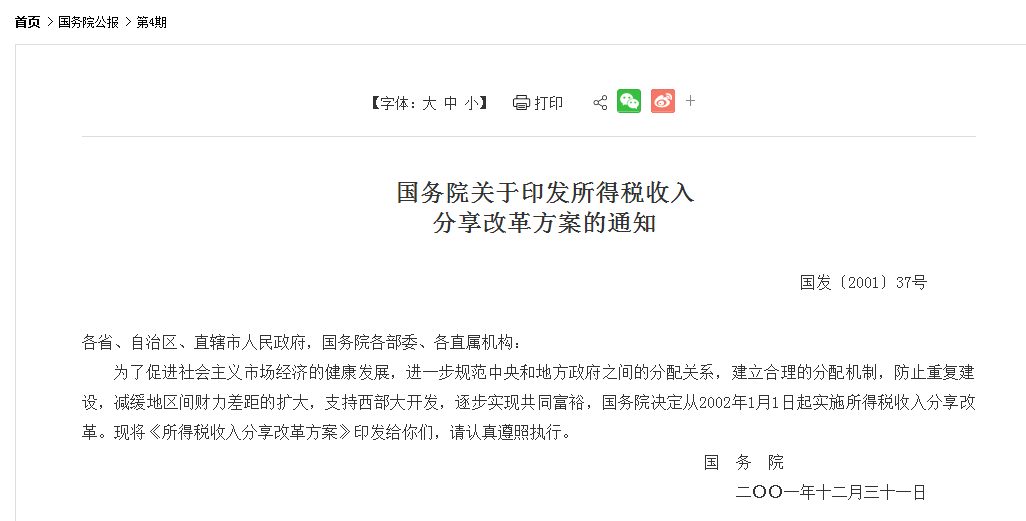 首页 > 国务院公报 > 第4期
【字体：大 中 小】 打印 +
国务院关于印发所得税收入
分享改革方案的通知
国发〔2001〕37号
各省、自治区、直辖市人民政府，国务院各部委、各直属机构：
为了促进社会主义市场经济的健康发展，进一步规范中央和地方政府之间的分配关系，建立合理的分配机制，防止重复建
设，减缓地区间财力差距的扩大，支持西部大开发，逐步实现共同富裕，国务院决定从2002年1月1日起实施所得税收入分享改
革。现将《所得税收入分享改革方案》印发给你们，请认真遵照执行。
国 务 院
二〇〇一年十二月三十一日